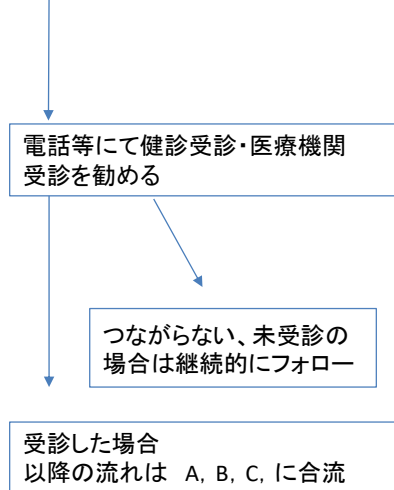 電話等にて健診受診・医療機関
受診を勧める
つながらない、未受診の
場合は継続的にフォロー
受診した場合
以降の流れは A, B, C, に合流